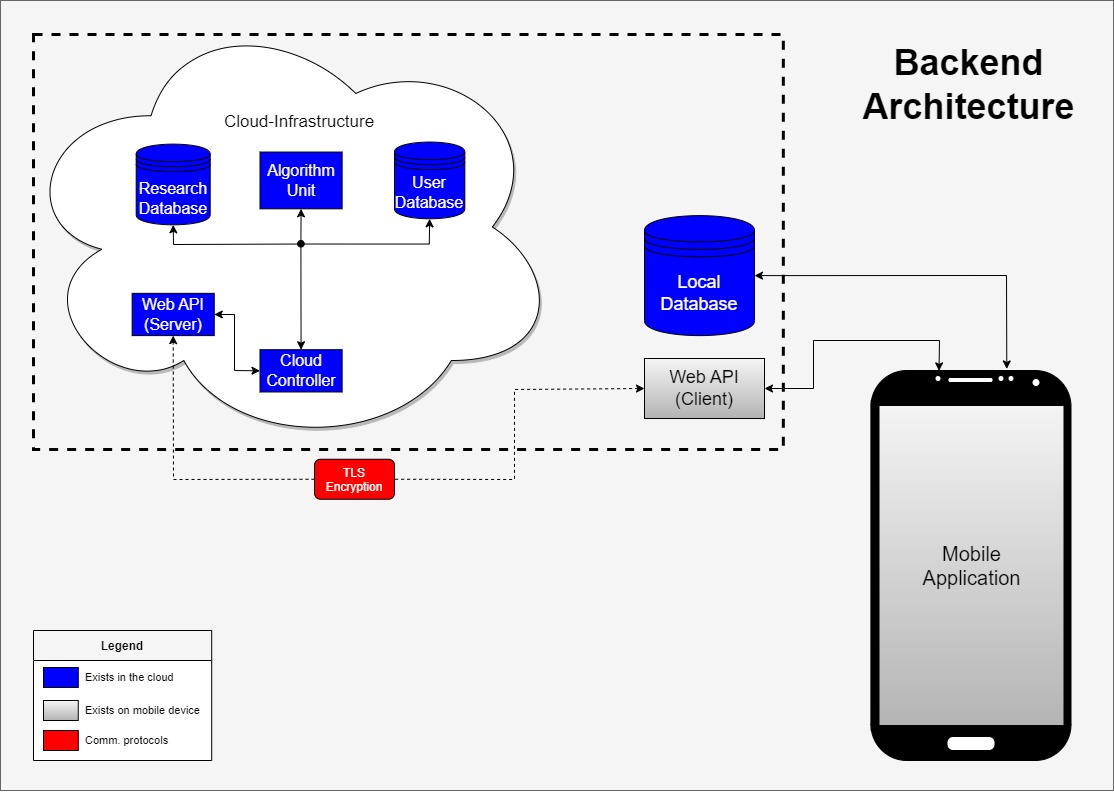 Backend
Architecture
Cloud-Infrastructure
Research
Database
Algorithm
Unit
User
Database
Local
Database
Web API
(Server)
Cloud
Controller
Web API
(Client)
TLS
Encryption
Mobile
Application
Legend
Exists in the cloud
Exists on mobile device
Comm. protocols